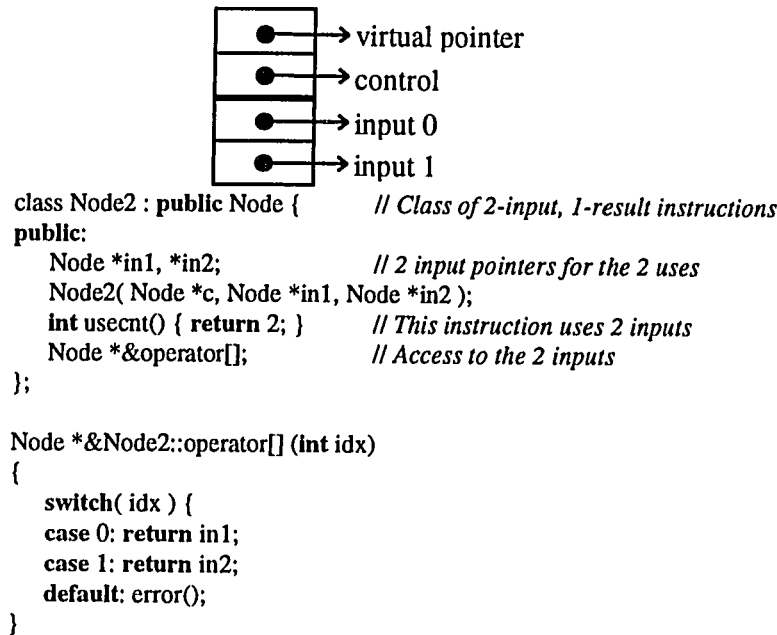 virtual pointer
control
input 0
input 1
class Node2 : public Node { // Class of 2-input, 1-result instructions
public:
Node *in1, *in2; // 2 input pointers for the 2 uses
Node2( Node *c, Node *in1, Node *in2 );
int usecnt() { return 2; } // This instruction uses 2 inputs
Node *&operator[]; // Access to the 2 inputs
};
Node *&Node2::operator[] (int idx)
{
switch( idx ) {
case 0: return in1;
case 1: return in2;
default: error();
}